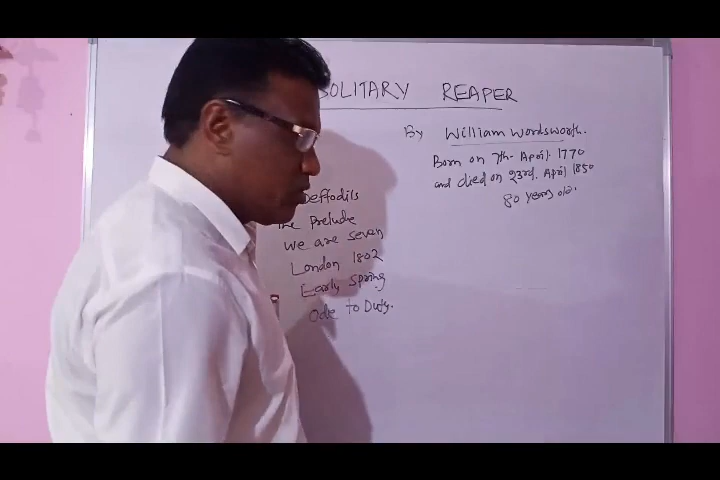 SOLITARY REAPER
By William Wordsworth.
Born on 7th April 1770
and died on 23rd. April 1850
80 years old.
Deffodils
The Prelude
We are seven
London 1802
Early Spring
Ode to Duty.